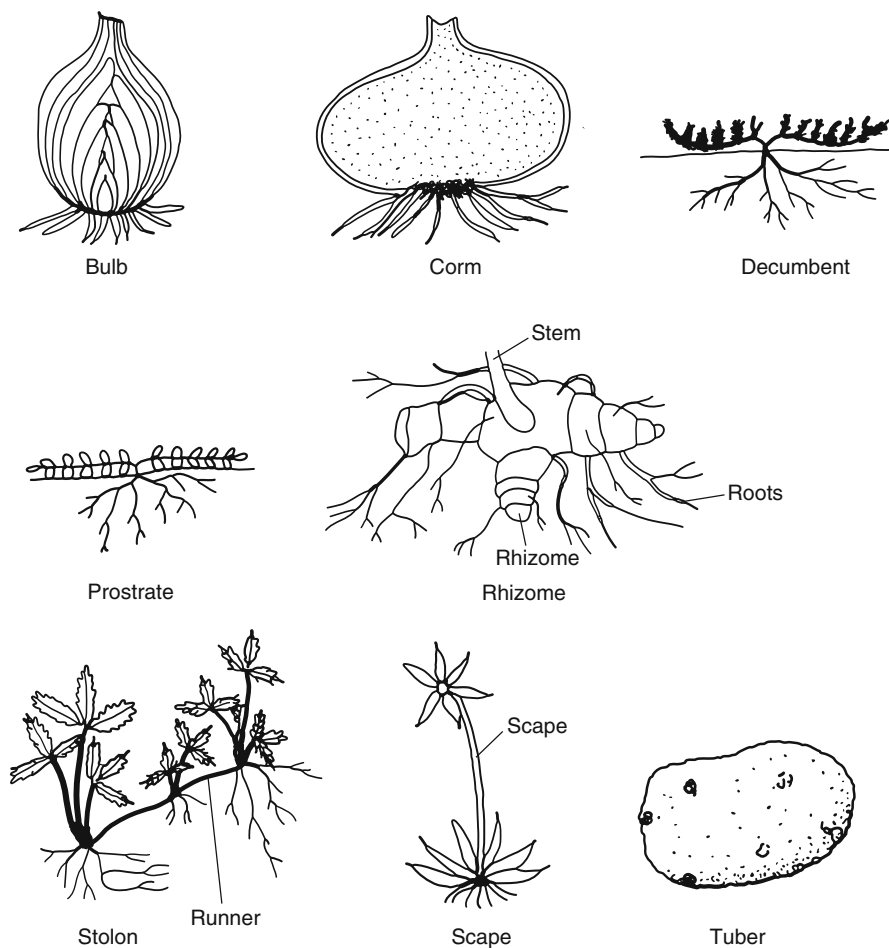 Bulb
Corm
Decumbent
Stem
Roots
Rhizome
Prostrate
Rhizome
Scape
Runner
Stolon
Scape
Tuber